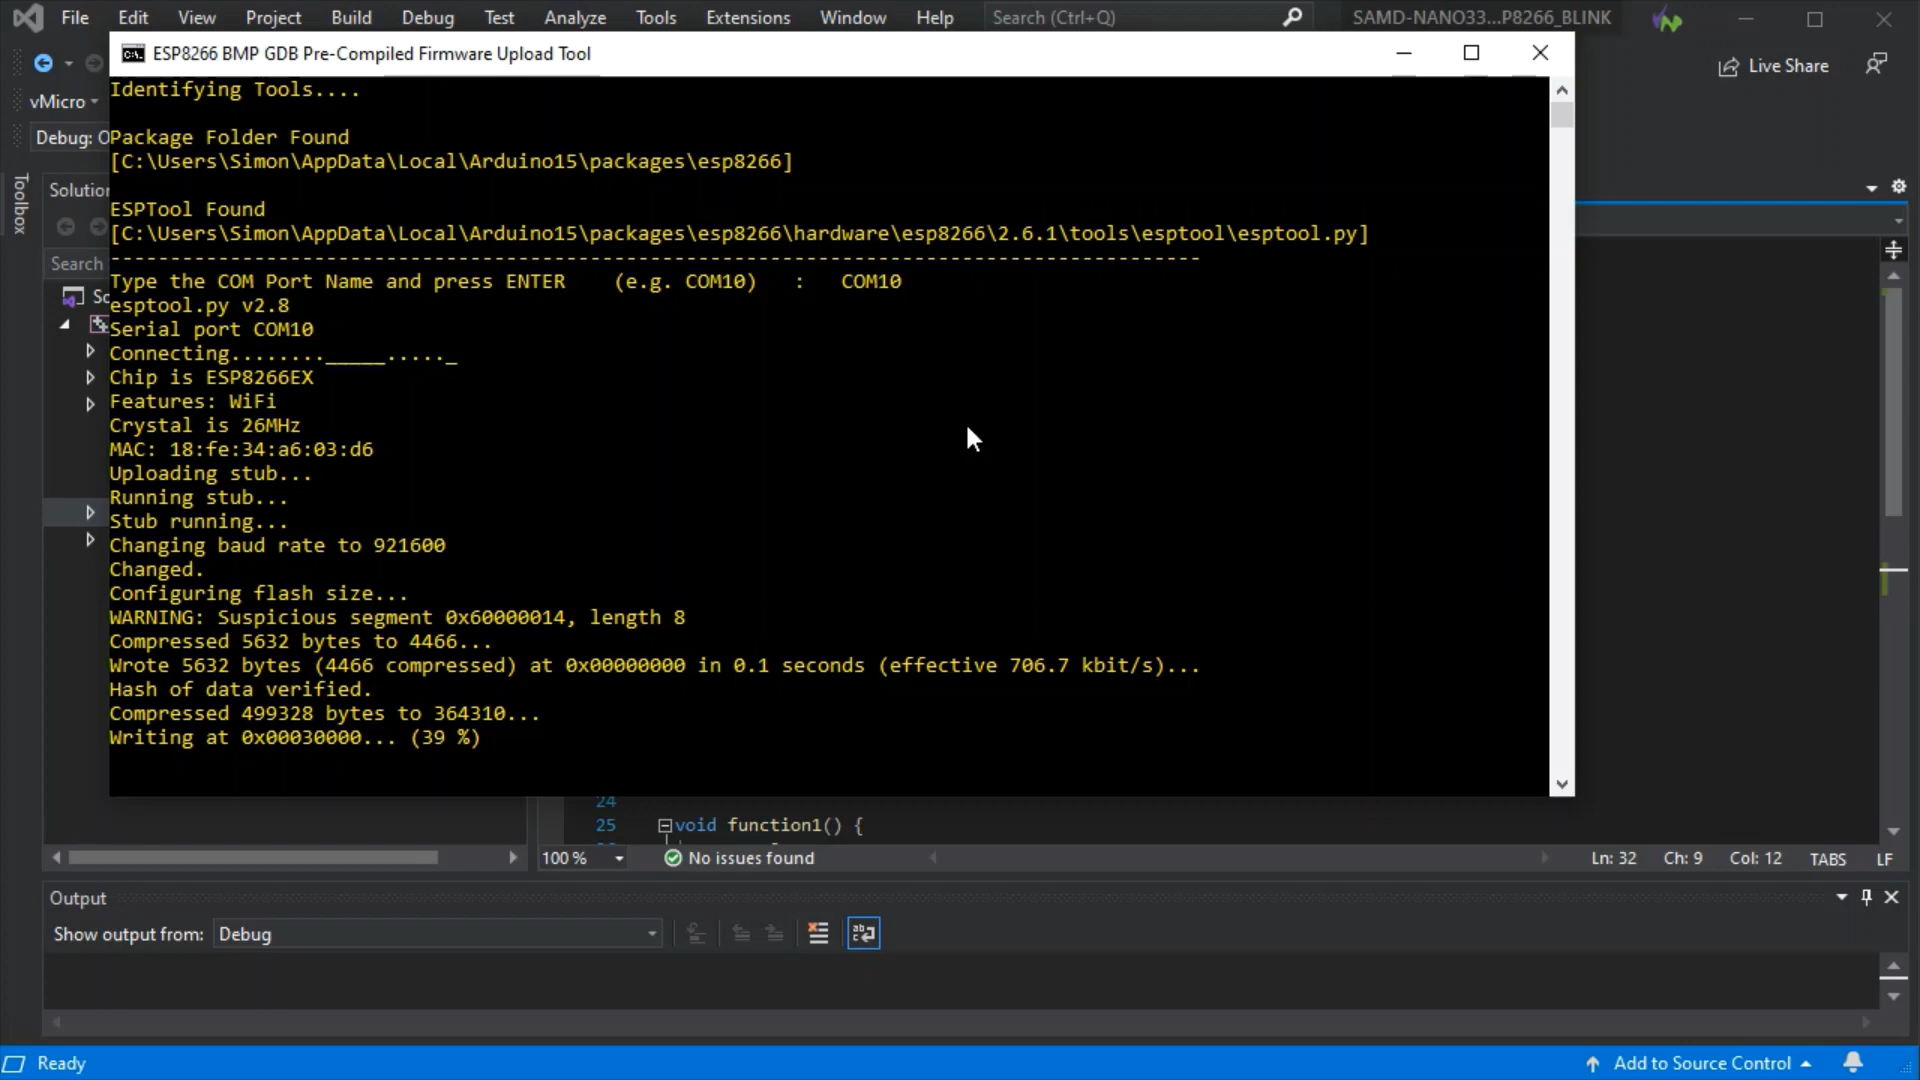 File Edit View Project Build Debug Test Analyze Tools Extensions Window Help Search (Ctrl+Q) SAMD-NANO33...P8266_BLINK
ESP8266 BMP GDB Pre-Compiled Firmware Upload Tool
Live Share
vMicro
Debug: O
Toolbox
Solution
Search
So
Identifying Tools....
Package Folder Found
[C:\Users\Simon\AppData\Local\Arduino15\packages\esp8266]
ESPTool Found
[C:\Users\Simon\AppData\Local\Arduino15\packages\esp8266\hardware\esp8266\2.6.1\tools\esptool\esptool.py]
-------------------------------------------------------------------------------------------
Type the COM Port Name and press ENTER    (e.g. COM10)   :   COM10
esptool.py v2.8
Serial port COM10
Connecting........_____....._
Chip is ESP8266EX
Features: WiFi
Crystal is 26MHz
MAC: 18:fe:34:a6:03:d6
Uploading stub...
Running stub...
Stub running...
Changing baud rate to 921600
Changed.
Configuring flash size...
WARNING: Suspicious segment 0x60000014, length 8
Compressed 5632 bytes to 4466...
Wrote 5632 bytes (4466 compressed) at 0x00000000 in 0.1 seconds (effective 706.7 kbit/s)...
Hash of data verified.
Compressed 499328 bytes to 364310...
Writing at 0x00030000... (39 %)
24
25 void function1() {
100 % No issues found Ln: 32 Ch: 9 Col: 12 TABS LF
Output
Show output from: Debug
Ready Add to Source Control